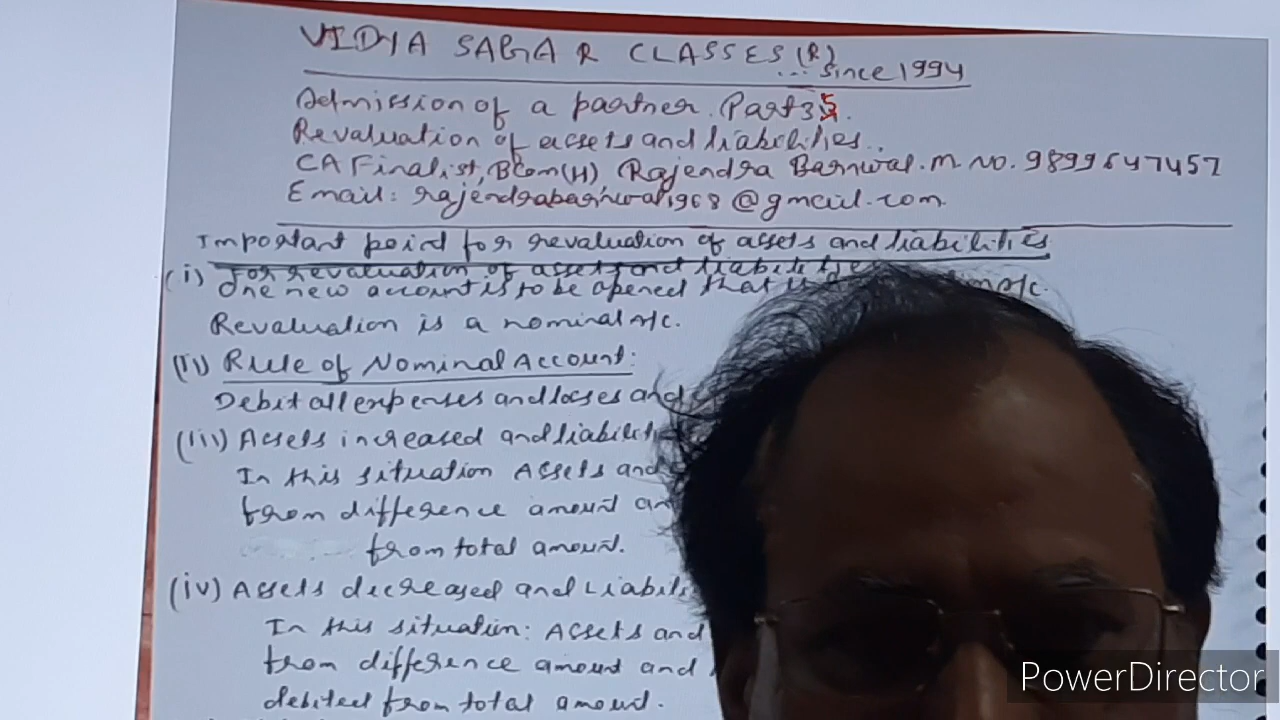 VIDYA SAGAR CLASSES (R)
... Since 1994
Admission of a partner. Part 35.
Revaluation of assets and liabilities.
CA Finalist, BCom(H) Rajendra Barnwal. M. No. 9899647457
Email: rajendrabarnwal1968@gmail.com
Important point for revaluation of assets and liabilities
(i) For revaluation of assets and liabilities
One new account is to be opened that is A/c.
Revaluation is a nominal A/c.
(ii) Rule of Nominal Account:
Debit all expenses and losses and
(iii) Assets increased and
In this situation Assets and
from difference amount
from total amount.
(iv) Assets decreased and
In this situation: Assets and
from difference amount and
debited from total amount.
PowerDirector